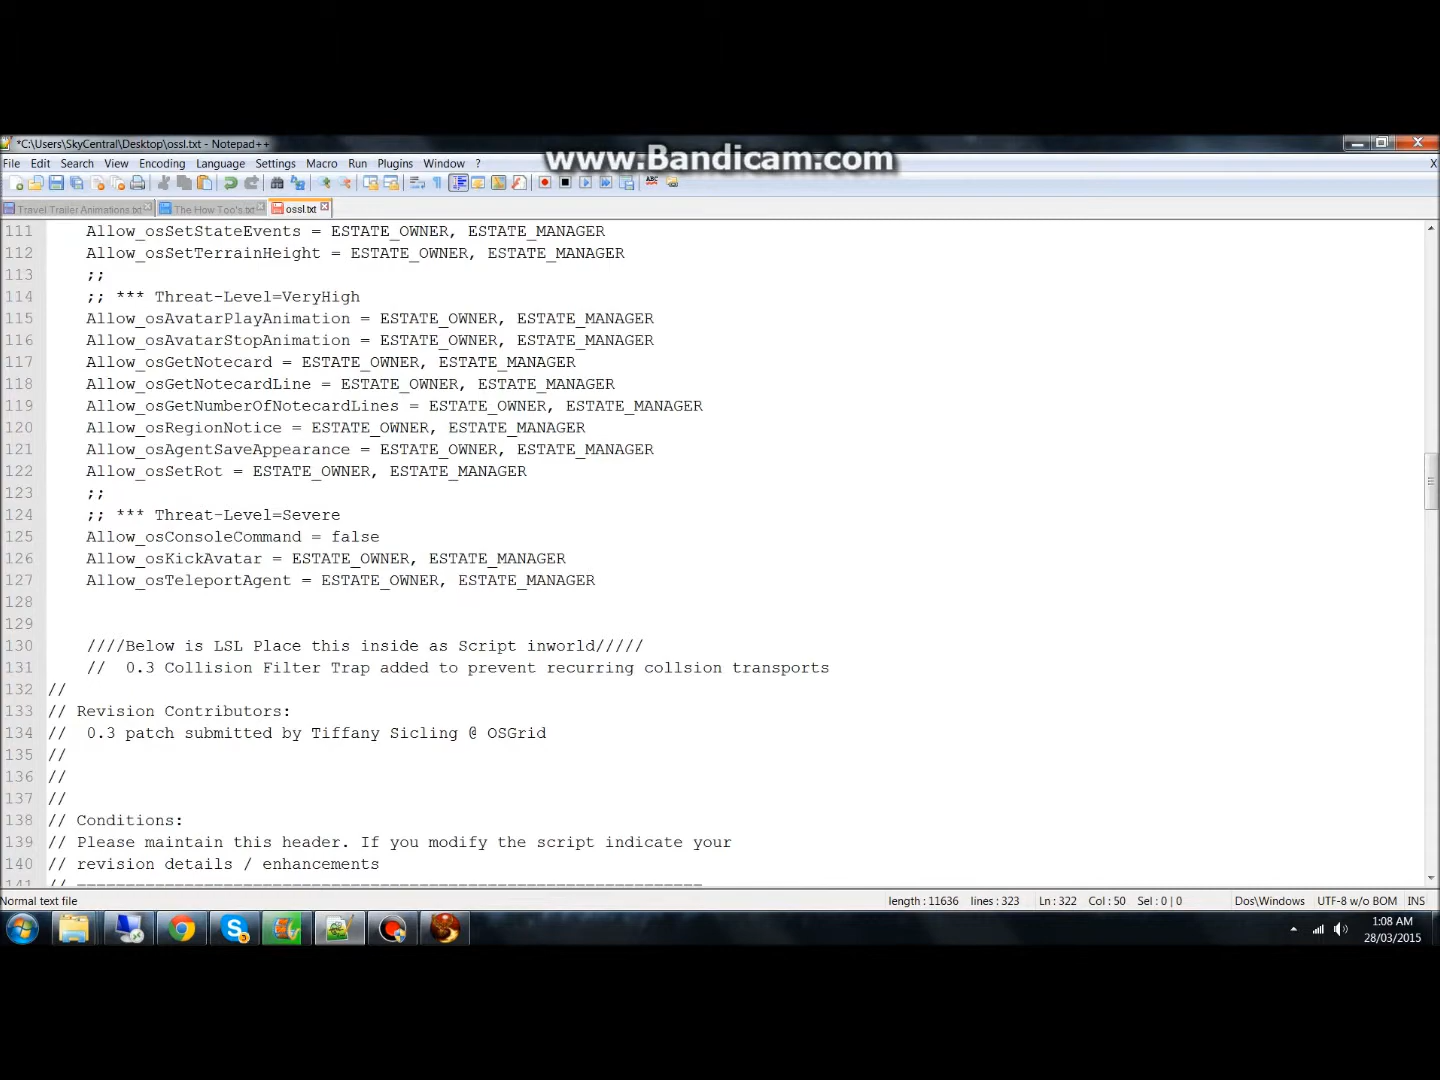 *C:\Users\SkyCentral\Desktop\ossl.txt - Notepad++
www.Bandicam.com
File Edit Search View Encoding Language Settings Macro Run Plugins Window ? X
Travel Trailer Animations.txt The How Too's.txt ossl.txt
111 Allow_osSetStateEvents = ESTATE_OWNER, ESTATE_MANAGER
112 Allow_osSetTerrainHeight = ESTATE_OWNER, ESTATE_MANAGER
113 ;;
114 ;; *** Threat-Level=VeryHigh
115 Allow_osAvatarPlayAnimation = ESTATE_OWNER, ESTATE_MANAGER
116 Allow_osAvatarStopAnimation = ESTATE_OWNER, ESTATE_MANAGER
117 Allow_osGetNotecard = ESTATE_OWNER, ESTATE_MANAGER
118 Allow_osGetNotecardLine = ESTATE_OWNER, ESTATE_MANAGER
119 Allow_osGetNumberOfNotecardLines = ESTATE_OWNER, ESTATE_MANAGER
120 Allow_osRegionNotice = ESTATE_OWNER, ESTATE_MANAGER
121 Allow_osAgentSaveAppearance = ESTATE_OWNER, ESTATE_MANAGER
122 Allow_osSetRot = ESTATE_OWNER, ESTATE_MANAGER
123 ;;
124 ;; *** Threat-Level=Severe
125 Allow_osConsoleCommand = false
126 Allow_osKickAvatar = ESTATE_OWNER, ESTATE_MANAGER
127 Allow_osTeleportAgent = ESTATE_OWNER, ESTATE_MANAGER
128
129
130 ////Below is LSL Place this inside as Script inworld/////
131 // 0.3 Collision Filter Trap added to prevent recurring collsion transports
132 //
133 // Revision Contributors:
134 // 0.3 patch submitted by Tiffany Sicling @ OSGrid
135 //
136 //
137 //
138 // Conditions:
139 // Please maintain this header. If you modify the script indicate your
140 // revision details / enhancements
141 // ----------------------------------------------------------------
Normal text file length : 11636 lines : 323 Ln : 322 Col : 50 Sel : 0 | 0 Dos\Windows UTF-8 w/o BOM INS
1:08 AM
28/03/2015